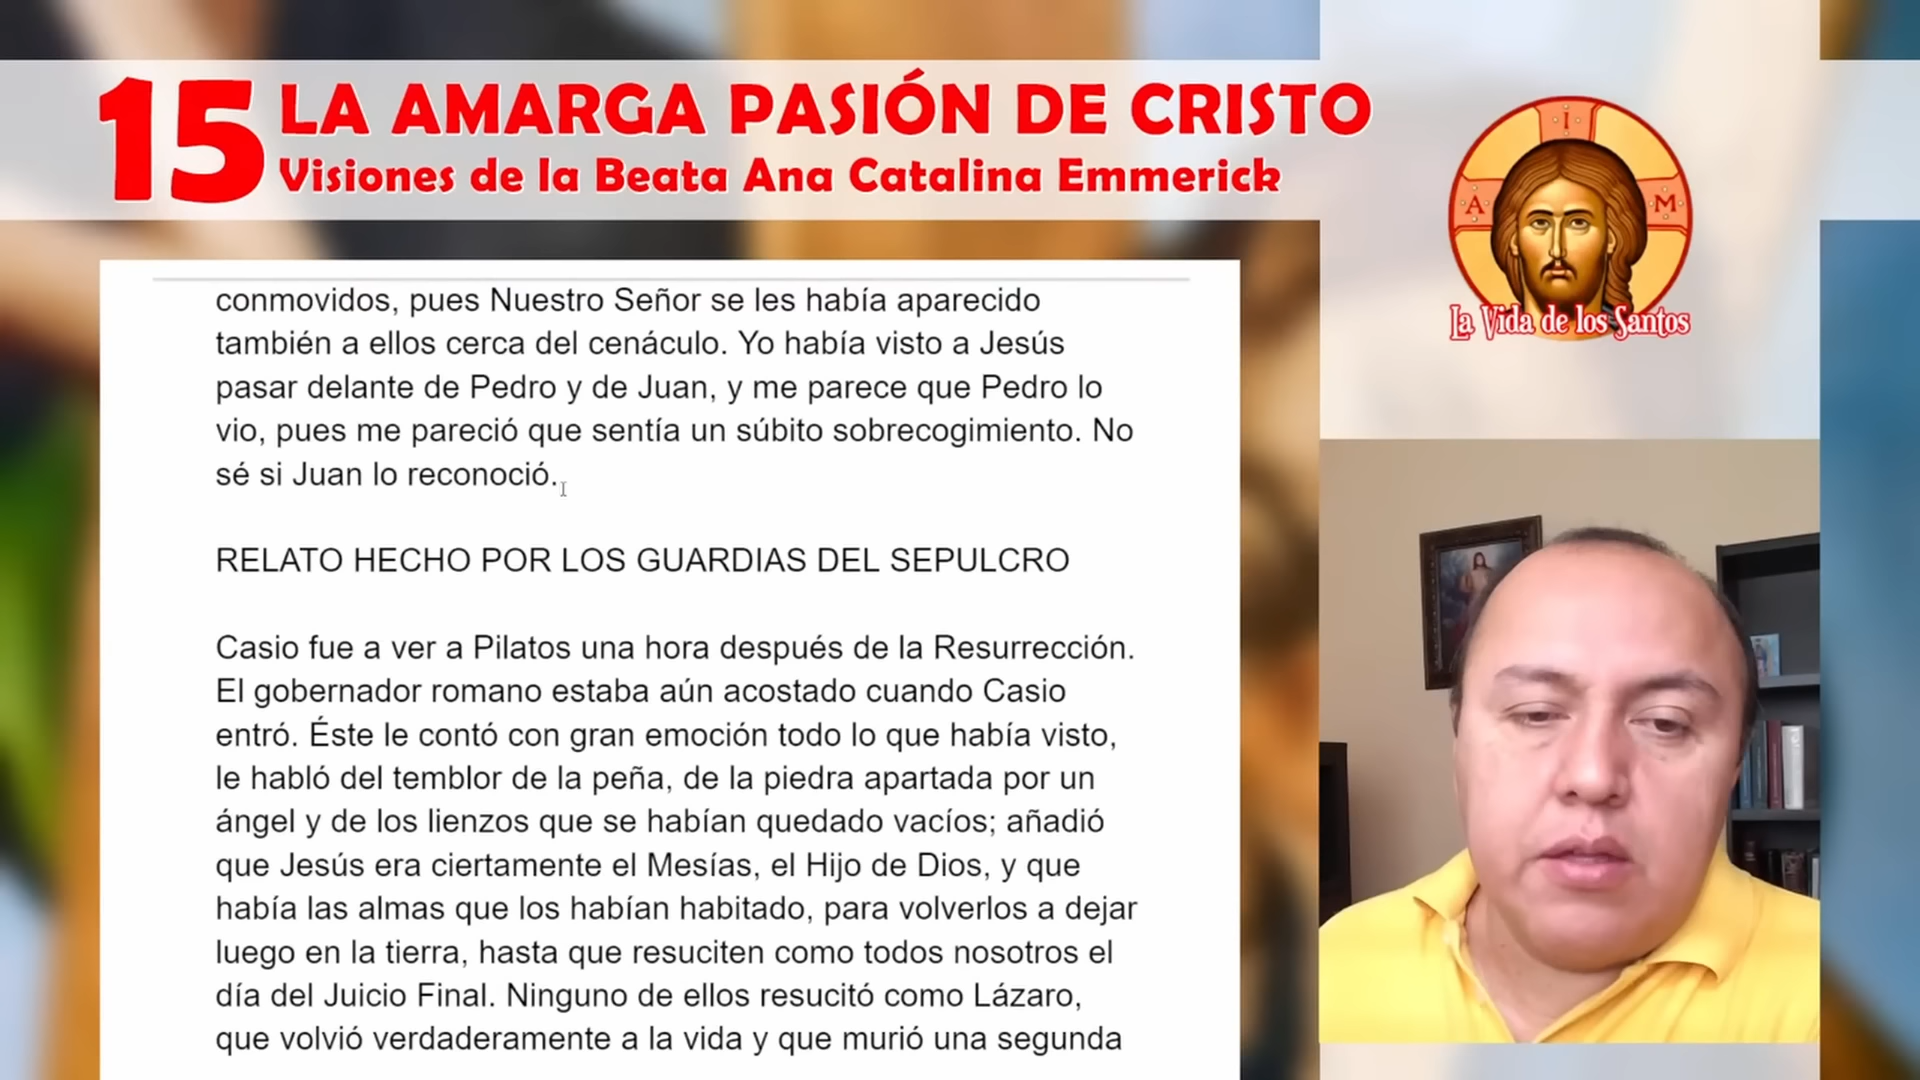 15
LA AMARGA PASIÓN DE CRISTO
Visiones de la Beata Ana Catalina Emmerick
I
A M
La Vida de los Santos
conmovidos, pues Nuestro Señor se les había aparecido
también a ellos cerca del cenáculo. Yo había visto a Jesús
pasar delante de Pedro y de Juan, y me parece que Pedro lo
vio, pues me pareció que sentía un súbito sobrecogimiento. No
sé si Juan lo reconoció.
RELATO HECHO POR LOS GUARDIAS DEL SEPULCRO
Casio fue a ver a Pilatos una hora después de la Resurrección.
El gobernador romano estaba aún acostado cuando Casio
entró. Éste le contó con gran emoción todo lo que había visto,
le habló del temblor de la peña, de la piedra apartada por un
ángel y de los lienzos que se habían quedado vacíos; añadió
que Jesús era ciertamente el Mesías, el Hijo de Dios, y que
había las almas que los habían habitado, para volverlos a dejar
luego en la tierra, hasta que resuciten como todos nosotros el
día del Juicio Final. Ninguno de ellos resucitó como Lázaro,
que volvió verdaderamente a la vida y que murió una segunda